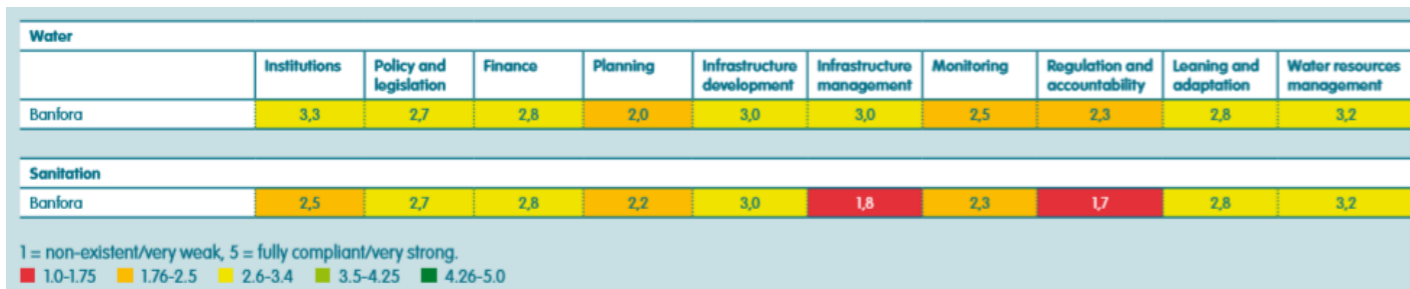 Water
Institutions Policy and legislation Finance Planning Infrastructure development Infrastructure management Monitoring Regulation and accountability Leaning and adaptation Water resources management
Banfora 3,3 2,7 2,8 2,0 3,0 3,0 2,5 2,3 2,8 3,2
Sanitation
Banfora 2,5 2,7 2,8 2,2 3,0 1,8 2,3 1,7 2,8 3,2
1 = non-existent/very weak, 5 = fully compliant/very strong.
1.0-1.75 1.76-2.5 2.6-3.4 3.5-4.25 4.26-5.0